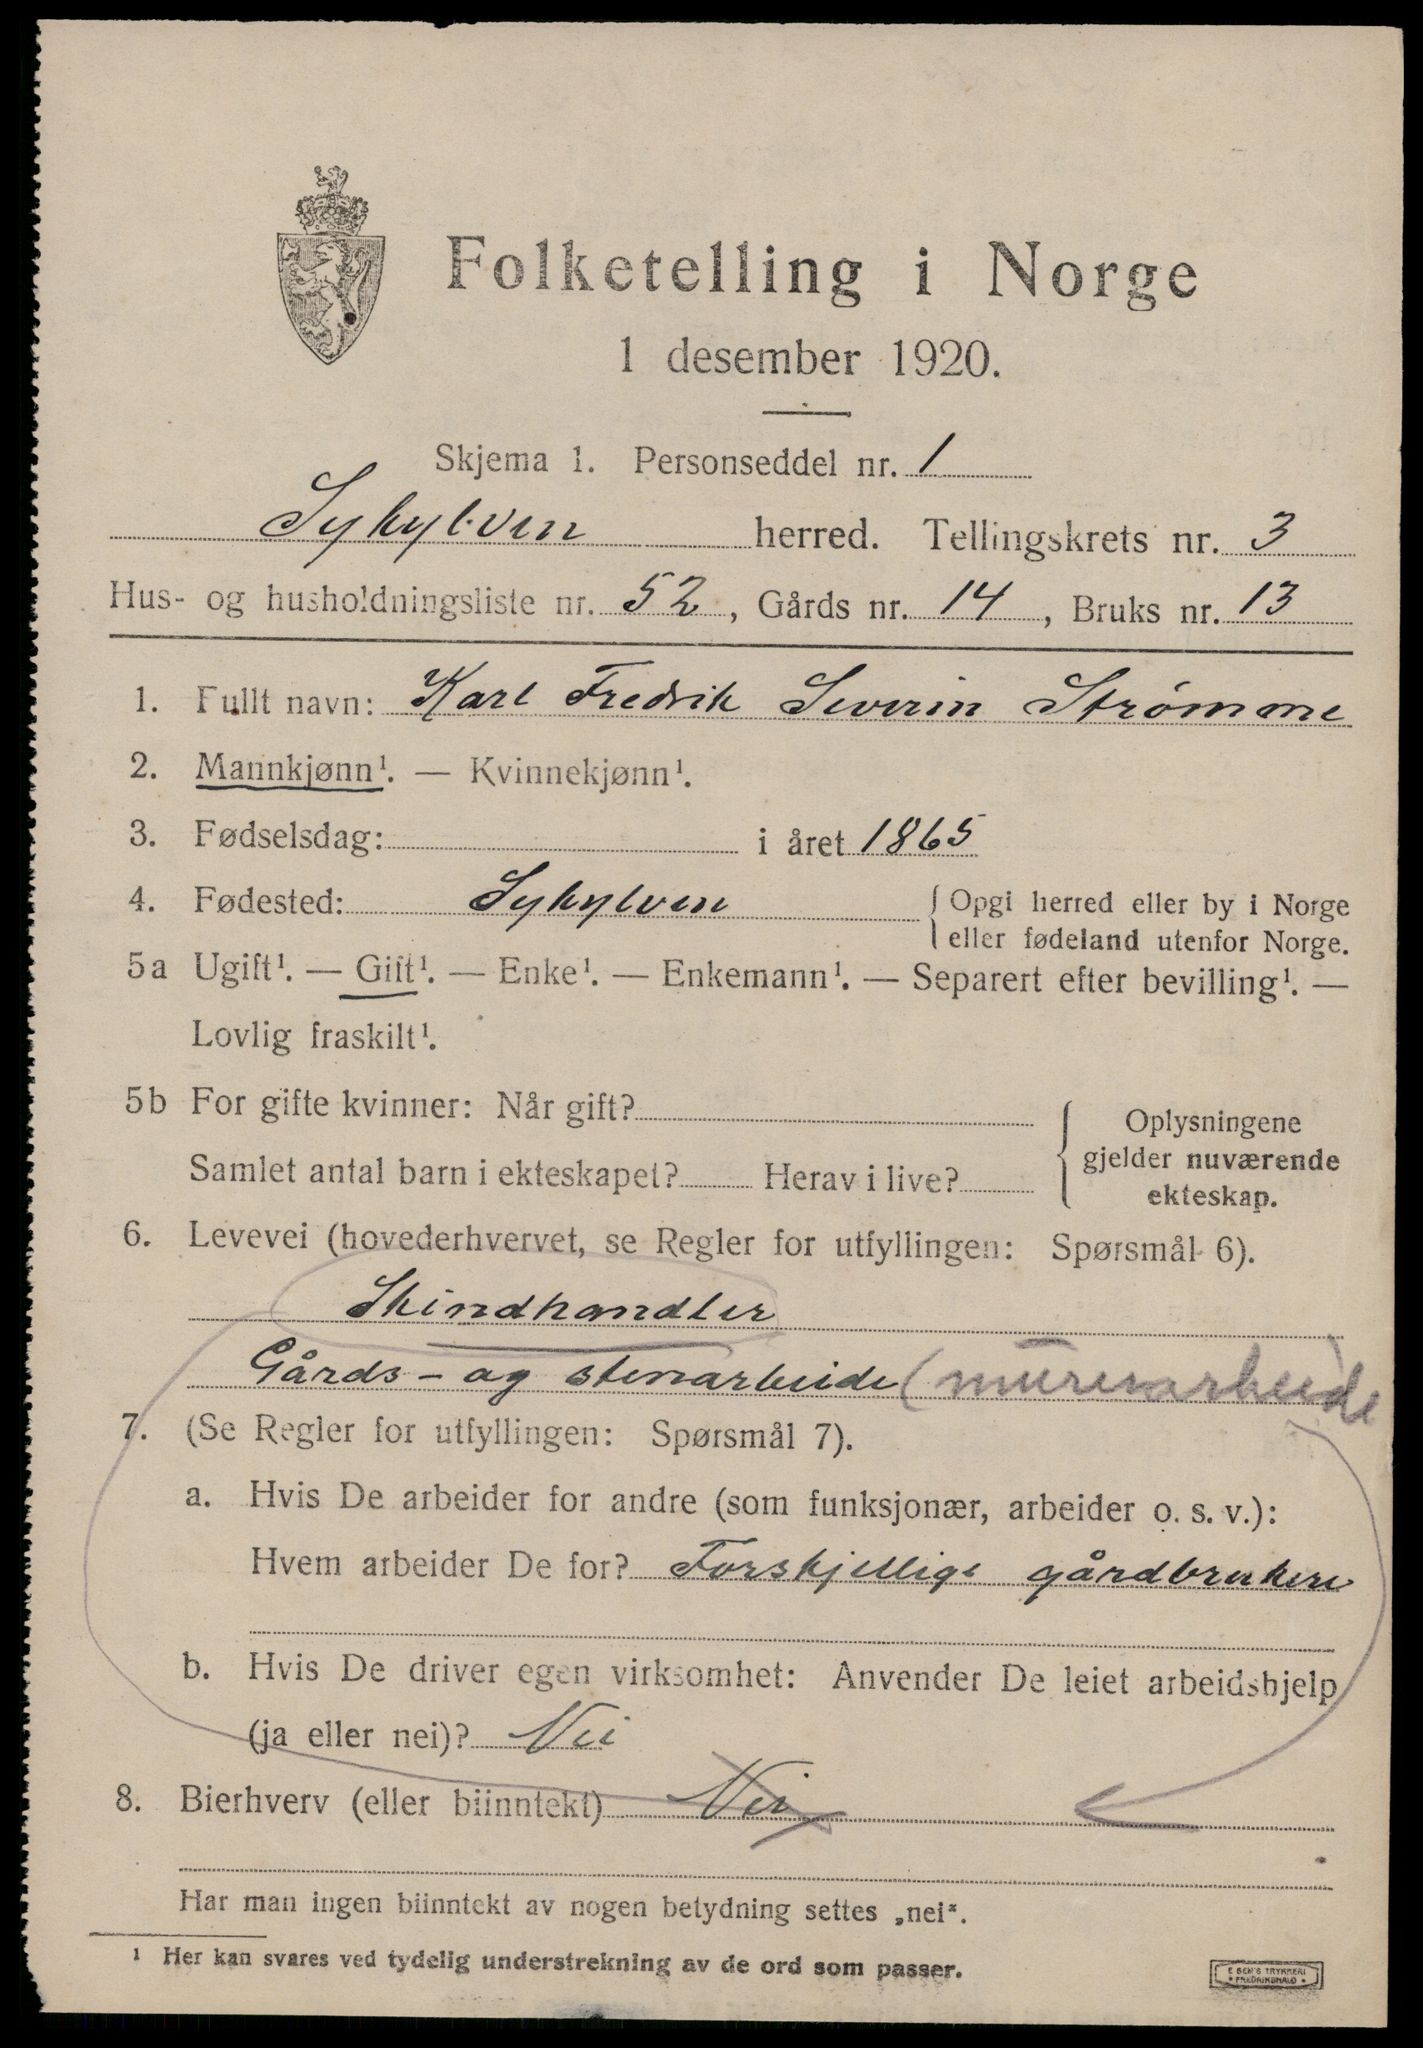 Folketelling i Norge
1 desember 1920.
Skjema 1. Personseddel nr. 1
Sykylven herred. Tellingskrets nr. 3
Hus- og husholdningsliste nr. 52, Gårds nr. 14, Bruks nr. 13
1. Fullt navn: Karl Fredrik Severin Strømme
2. Mannkjønn¹. — Kvinnekjønn¹.
3. Fødselsdag: i året 1865
4. Fødested: Sykylven Opgi herred eller by i Norge
eller fødeland utenfor Norge.
5a Ugift¹. — Gift¹. — Enke¹. — Enkemann¹. — Separert efter bevilling¹. —
Lovlig fraskilt¹.
5b For gifte kvinner: Når gift? Oplysningene
gjelder nuværende
ekteskap.
Samlet antal barn i ekteskapet? Herav i live?
6. Levevei (hovederhvervet, se Regler for utfyllingen: Spørsmål 6).
Skindhandler
Gårds- og stenarbeide (murerarbeide)
7. (Se Regler for utfyllingen: Spørsmål 7).
a. Hvis De arbeider for andre (som funksjonær, arbeider o. s. v.):
Hvem arbeider De for? Forskjellige gårdbrukere
b. Hvis De driver egen virksomhet: Anvender De leiet arbeidshjelp
(ja eller nei)? Nei
8. Bierhverv (eller biinntekt) Nei
Har man ingen biinntekt av nogen betydning settes „nei".
¹ Her kan svares ved tydelig understrekning av de ord som passer.
E SEM'S TRYKKERI
FREDRIKSHALD